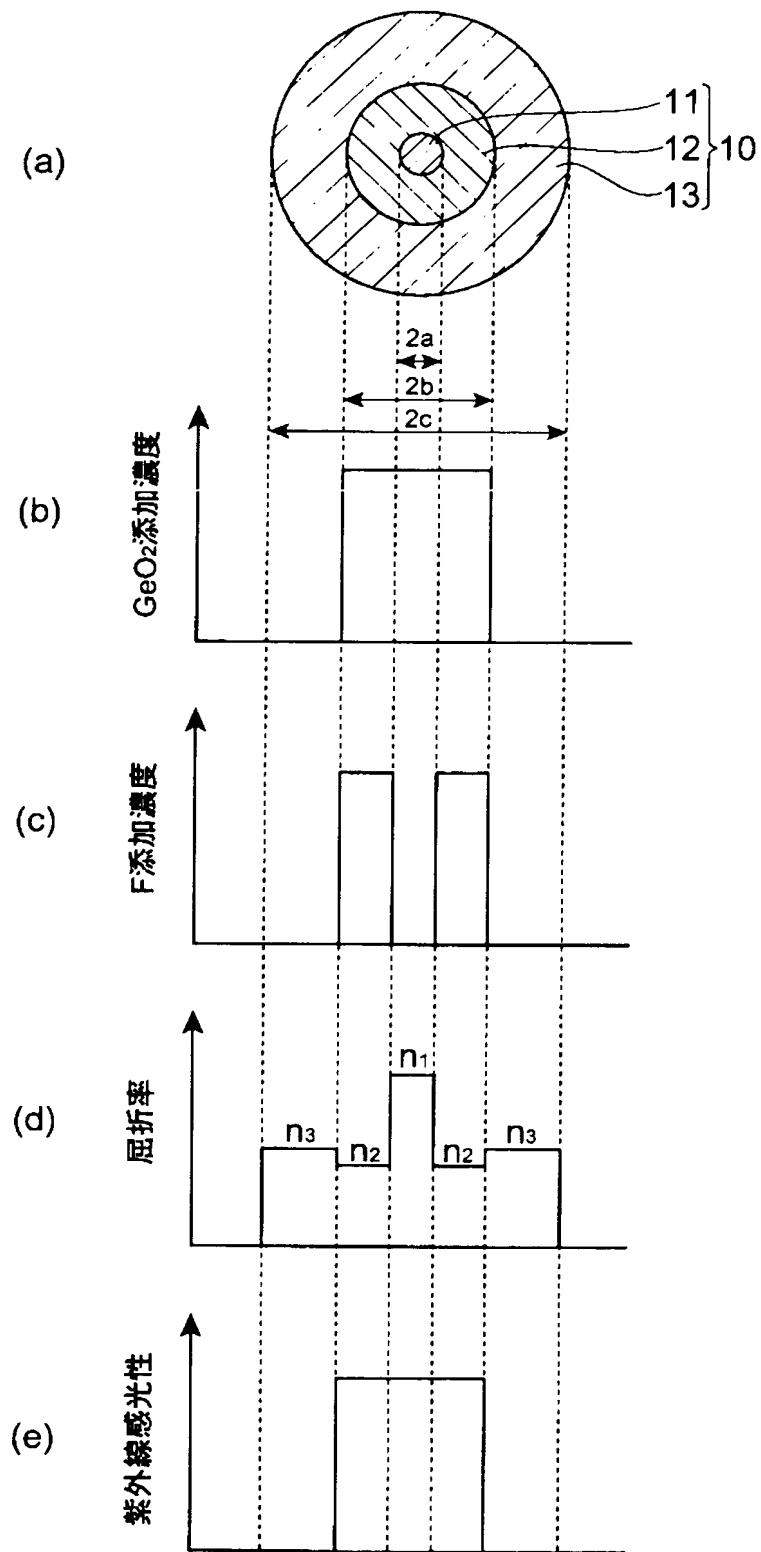 (a)
11
12
13
10
2a
2b
2c
(b)
GeO₂添加濃度
(c)
F添加濃度
(d)
屈折率
n₃
n₂
n₁
n₂
n₃
(e)
紫外線感光性